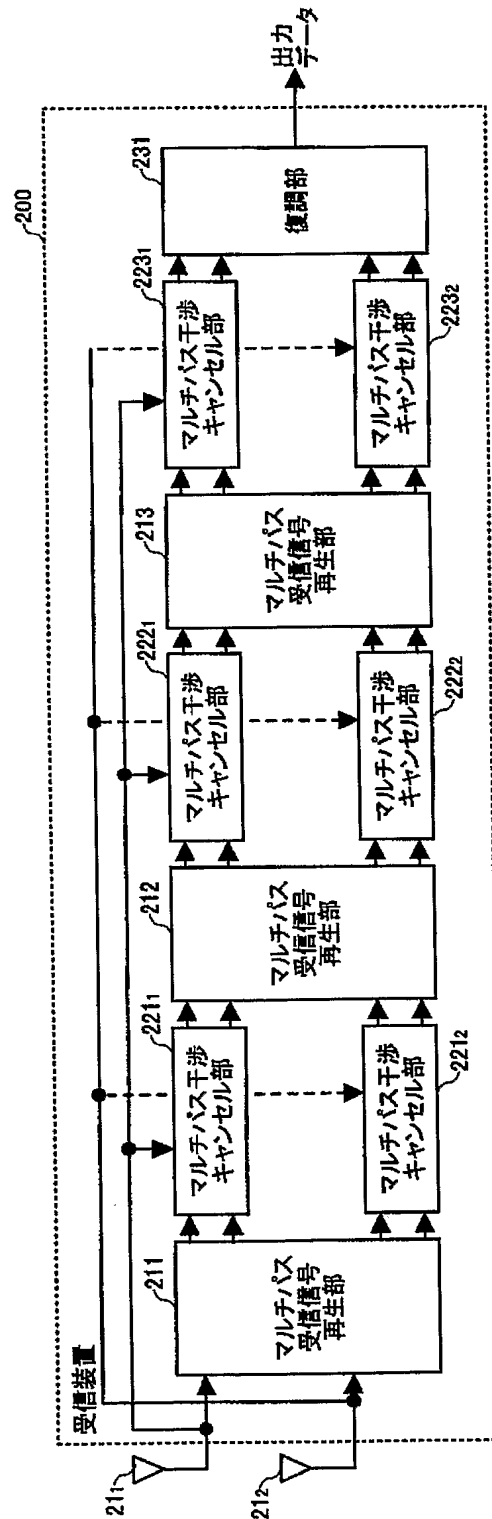 200
受信装置
21₁
21₂
211
マルチパス
受信信号
再生部
221₁
マルチパス干渉
キャンセル部
221₂
マルチパス干渉
キャンセル部
212
マルチパス
受信信号
再生部
222₁
マルチパス干渉
キャンセル部
222₂
マルチパス干渉
キャンセル部
213
マルチパス
受信信号
再生部
223₁
マルチパス干渉
キャンセル部
223₂
マルチパス干渉
キャンセル部
231
復調部
出力
データ